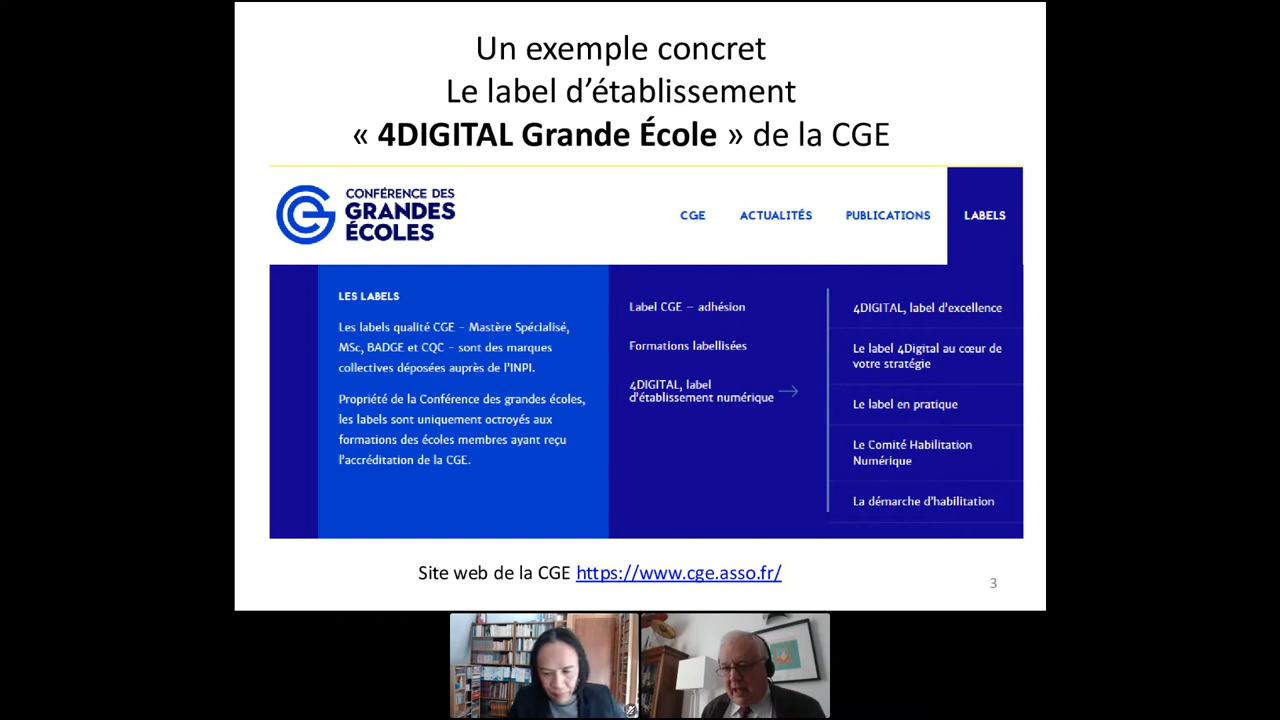 Un exemple concret
Le label d’établissement
« 4DIGITAL Grande École » de la CGE
CONFÉRENCE DES
GRANDES
ÉCOLES
CGE
ACTUALITÉS
PUBLICATIONS
LABELS
LES LABELS
Les labels qualité CGE – Mastère Spécialisé,
MSc, BADGE et CQC – sont des marques
collectives déposées auprès de l’INPI.
Propriété de la Conférence des grandes écoles,
les labels sont uniquement octroyés aux
formations des écoles membres ayant reçu
l’accréditation de la CGE.
Label CGE – adhésion
Formations labellisées
4DIGITAL, label
d’établissement numérique
4DIGITAL, label d’excellence
Le label 4Digital au cœur de
votre stratégie
Le label en pratique
Le Comité Habilitation
Numérique
La démarche d’habilitation
Site web de la CGE https://www.cge.asso.fr/
3